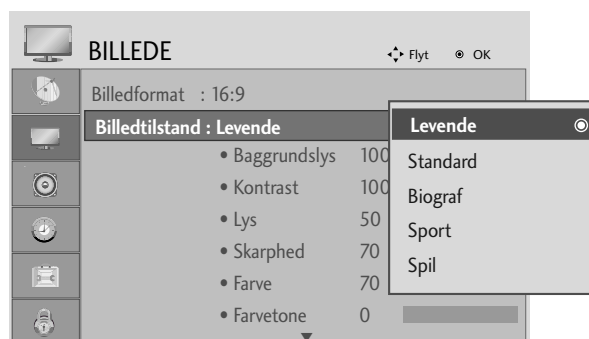 BILLEDE
Flyt
OK
Billedformat : 16:9
Billedtilstand : Levende
• Baggrundslys 100
• Kontrast 100
• Lys 50
• Skarphed 70
• Farve 70
• Farvetone 0
Levende
Standard
Biograf
Sport
Spil